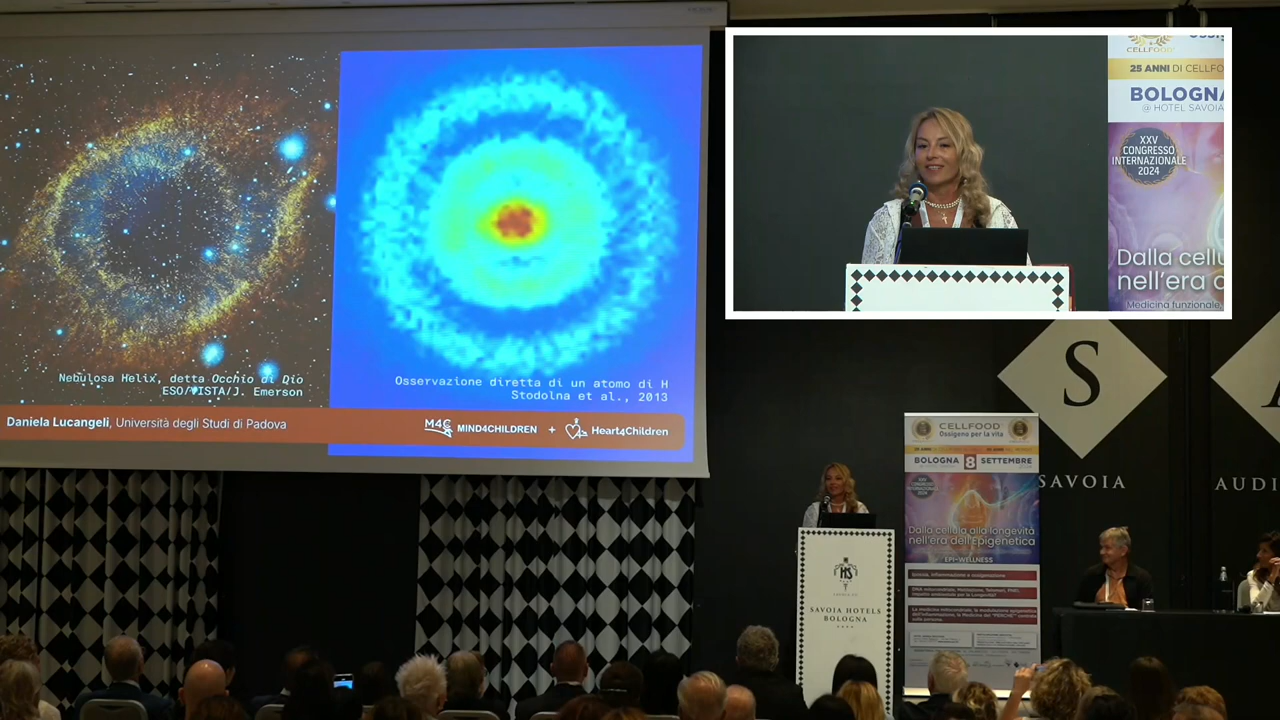 Nebulosa Helix, detta Occhio di Dio
ESO/VISTA/J. Emerson
Osservazione diretta di un atomo di H
Stodolna et al., 2013
Daniela Lucangeli, Università degli Studi di Padova
M4C MIND4CHILDREN + Heart4Children
CELLFOOD
25 ANNI DI CELLFO
BOLOGNA
@ HOTEL SAVOIA
XXV
CONGRESSO
INTERNAZIONALE
2024
Dalla cellu
nell'era d
Medicina funzionale,
S
SAVOIA
AUDI
CELLFOOD
Ossigeno per la vita
BOLOGNA 8 SETTEMBRE
Dalla cellula alla longevità
nell'era dell'Epigenetica
EPI-WELLNESS
HS
SAVOIA HOTELS
BOLOGNA